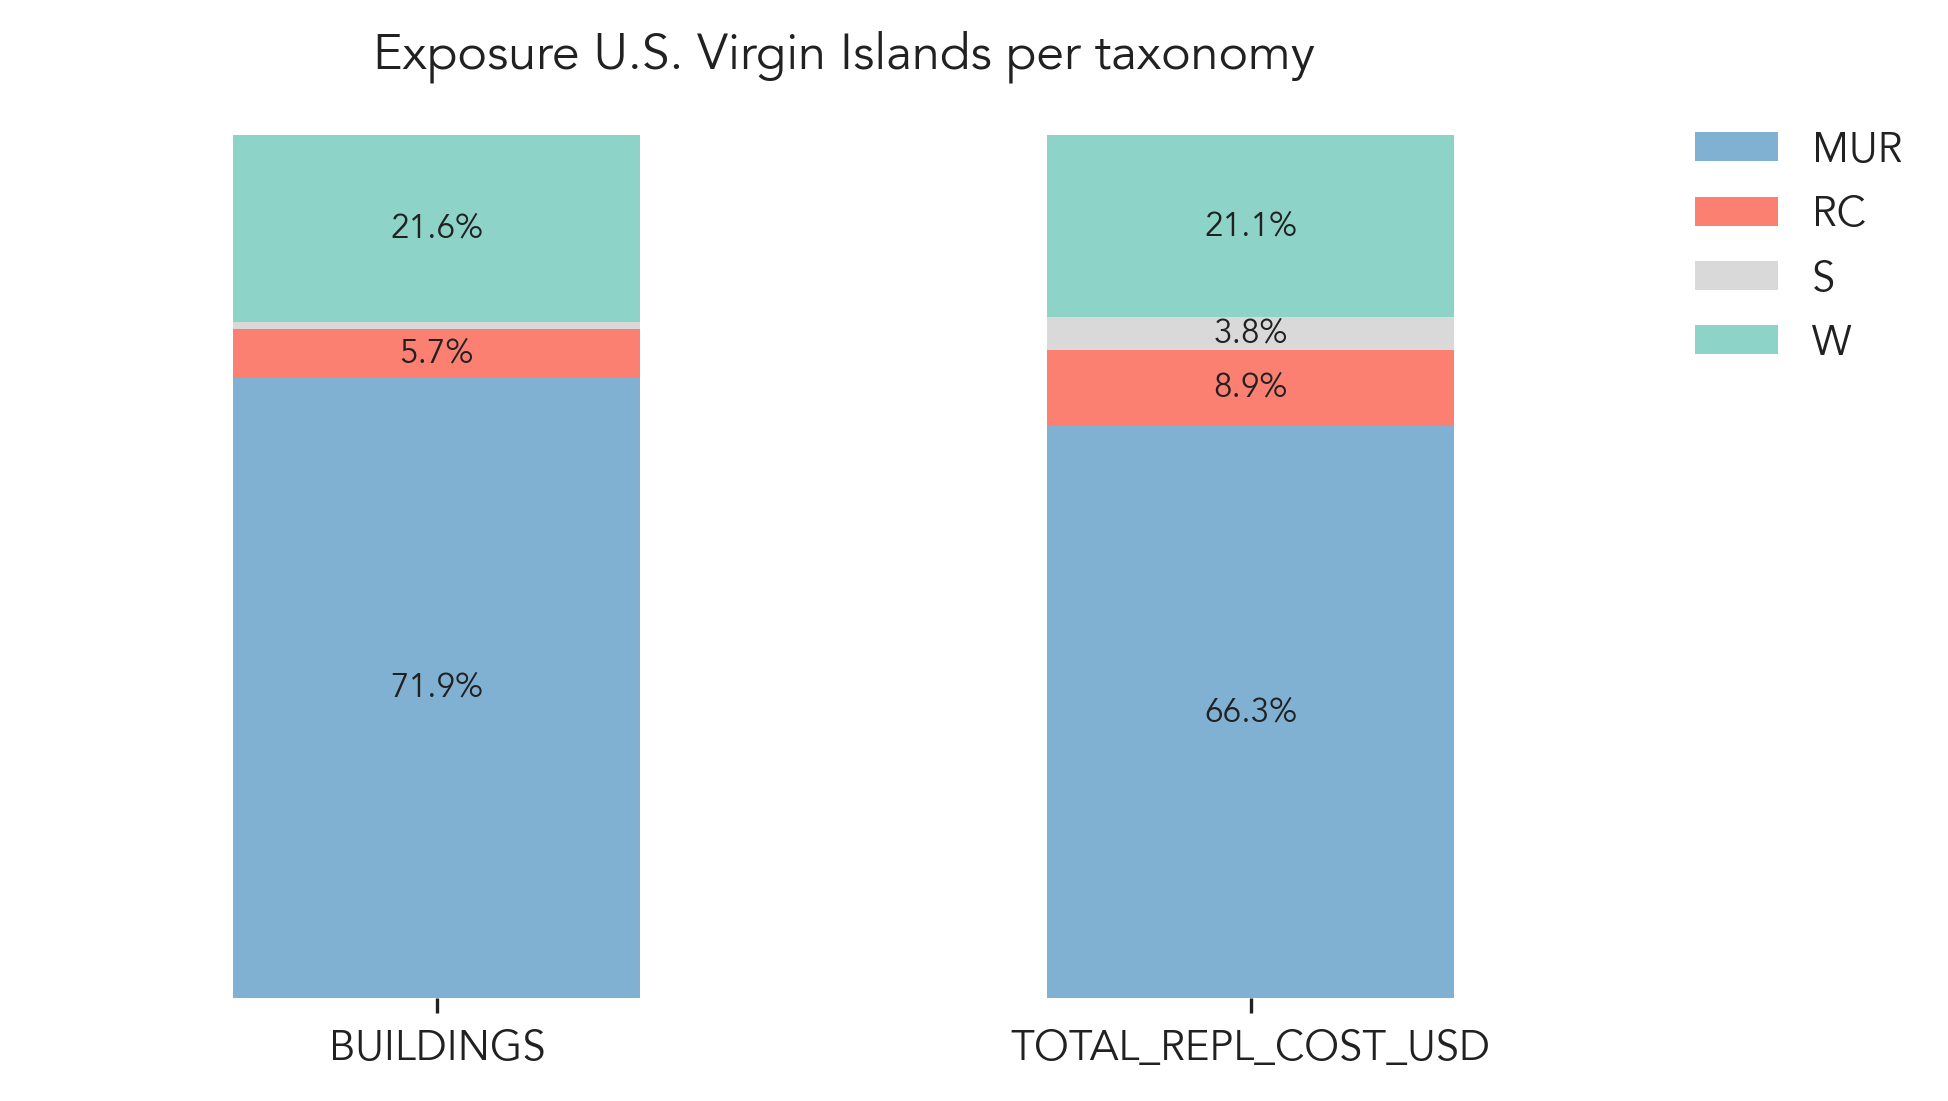 Exposure U.S. Virgin Islands per taxonomy
21.6%
5.7%
71.9%
21.1%
3.8%
8.9%
66.3%
MUR
RC
S
W
BUILDINGS
TOTAL_REPL_COST_USD